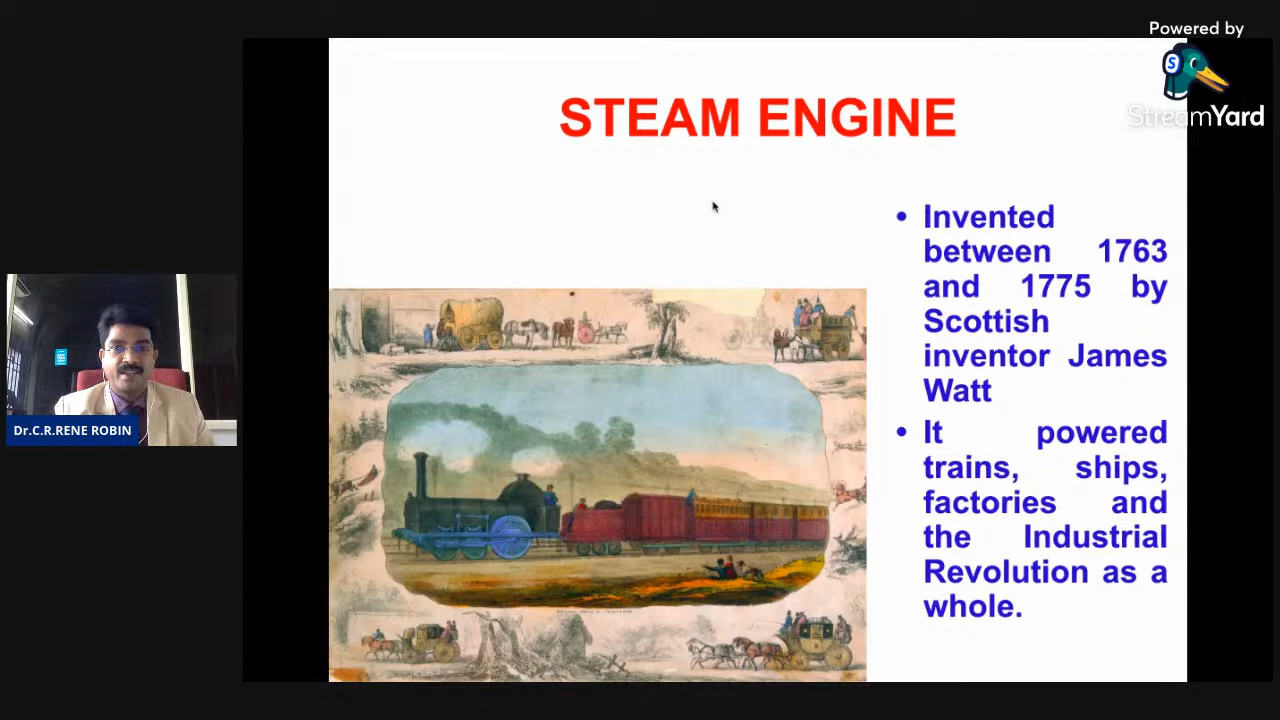 Powered by
StreamYard
STEAM ENGINE
• Invented
between 1763
and 1775 by
Scottish
inventor James
Watt
• It powered
trains, ships,
factories and
the Industrial
Revolution as a
whole.
Dr.C.R.RENE ROBIN